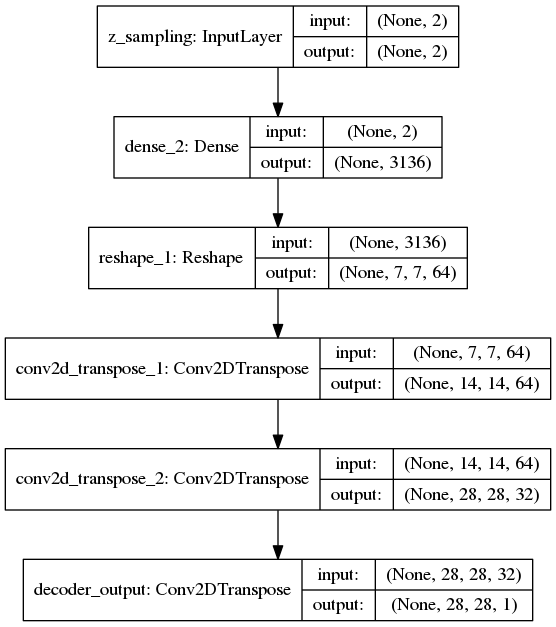 z_sampling: InputLayer
input: (None, 2)
output: (None, 2)
dense_2: Dense
input: (None, 2)
output: (None, 3136)
reshape_1: Reshape
input: (None, 3136)
output: (None, 7, 7, 64)
conv2d_transpose_1: Conv2DTranspose
input: (None, 7, 7, 64)
output: (None, 14, 14, 64)
conv2d_transpose_2: Conv2DTranspose
input: (None, 14, 14, 64)
output: (None, 28, 28, 32)
decoder_output: Conv2DTranspose
input: (None, 28, 28, 32)
output: (None, 28, 28, 1)